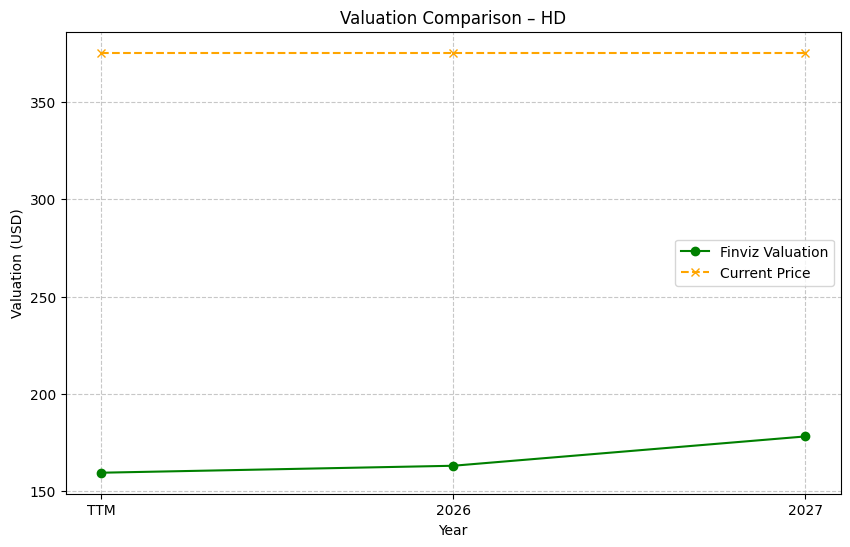 Valuation Comparison – HD
Valuation (USD)
350
300
250
200
150
Finviz Valuation
Current Price
TTM
2026
2027
Year